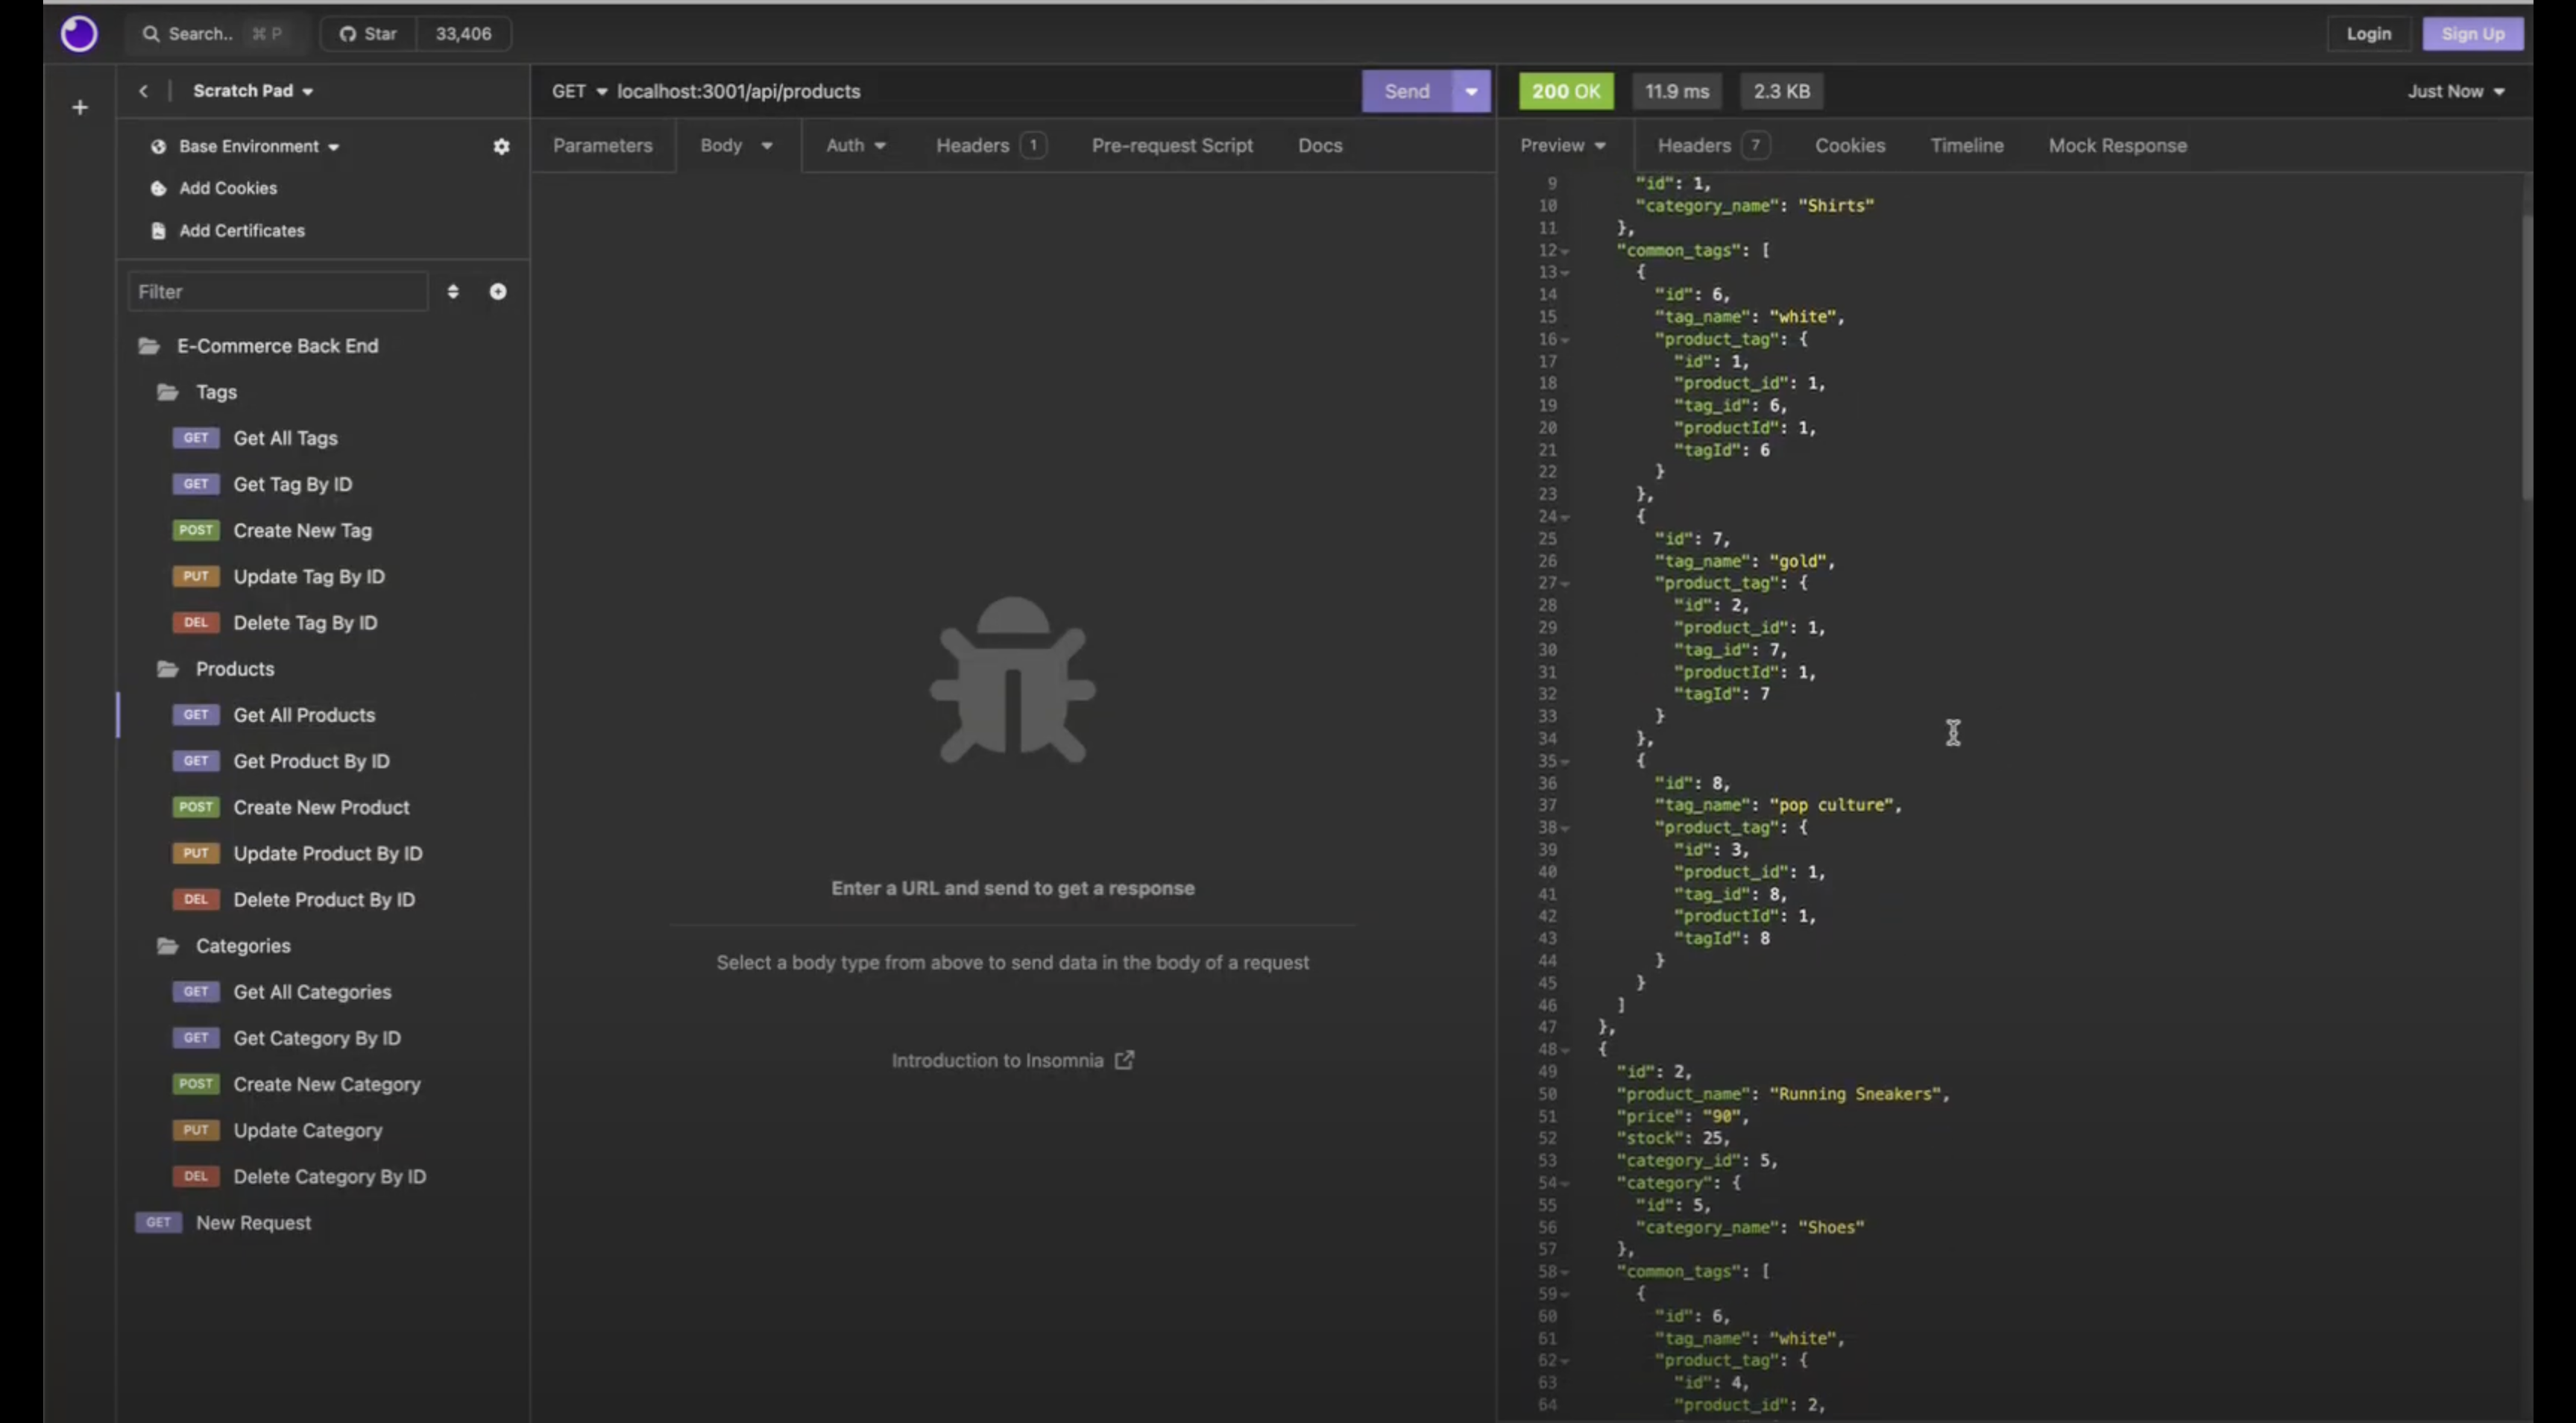 Search.. ⌘ P Star 33,406 Login Sign Up
Scratch Pad
Base Environment
Add Cookies
Add Certificates
Filter
E-Commerce Back End
Tags
GET Get All Tags
GET Get Tag By ID
POST Create New Tag
PUT Update Tag By ID
DEL Delete Tag By ID
Products
GET Get All Products
GET Get Product By ID
POST Create New Product
PUT Update Product By ID
DEL Delete Product By ID
Categories
GET Get All Categories
GET Get Category By ID
POST Create New Category
PUT Update Category
DEL Delete Category By ID
GET New Request
GET localhost:3001/api/products Send
Parameters Body Auth Headers 1 Pre-request Script Docs
Enter a URL and send to get a response
Select a body type from above to send data in the body of a request
Introduction to Insomnia
200 OK 11.9 ms 2.3 KB Just Now
Preview Headers 7 Cookies Timeline Mock Response
9 "id": 1,
10 "category_name": "Shirts"
11 },
12 "common_tags": [
13 {
14 "id": 6,
15 "tag_name": "white",
16 "product_tag": {
17 "id": 1,
18 "product_id": 1,
19 "tag_id": 6,
20 "productId": 1,
21 "tagId": 6
22 }
23 },
24 {
25 "id": 7,
26 "tag_name": "gold",
27 "product_tag": {
28 "id": 2,
29 "product_id": 1,
30 "tag_id": 7,
31 "productId": 1,
32 "tagId": 7
33 }
34 },
35 {
36 "id": 8,
37 "tag_name": "pop culture",
38 "product_tag": {
39 "id": 3,
40 "product_id": 1,
41 "tag_id": 8,
42 "productId": 1,
43 "tagId": 8
44 }
45 }
46 ]
47 },
48 {
49 "id": 2,
50 "product_name": "Running Sneakers",
51 "price": "90",
52 "stock": 25,
53 "category_id": 5,
54 "category": {
55 "id": 5,
56 "category_name": "Shoes"
57 },
58 "common_tags": [
59 {
60 "id": 6,
61 "tag_name": "white",
62 "product_tag": {
63 "id": 4,
64 "product_id": 2,